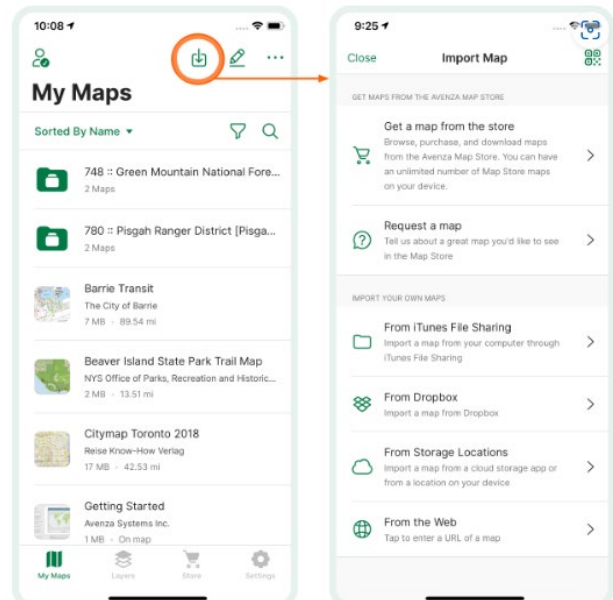 10:08
My Maps
Sorted By Name
748 :: Green Mountain National Fore...
2 Maps
780 :: Pisgah Ranger District [Pisga...
2 Maps
Barrie Transit
The City of Barrie
7 MB · 89.54 mi
Beaver Island State Park Trail Map
NYS Office of Parks, Recreation and Historic...
2 MB · 13.51 mi
Citymap Toronto 2018
Reise Know-How Verlag
17 MB · 42.53 mi
Getting Started
Avenza Systems Inc.
1 MB · On map
My Maps
Layers
Store
Settings
9:25
Close
Import Map
GET MAPS FROM THE AVENZA MAP STORE
Get a map from the store
Browse, purchase, and download maps
from the Avenza Map Store. You can have
an unlimited number of Map Store maps
on your device.
Request a map
Tell us about a great map you'd like to see
in the Map Store
IMPORT YOUR OWN MAPS
From iTunes File Sharing
Import a map from your computer through
iTunes File Sharing
From Dropbox
Import a map from Dropbox
From Storage Locations
Import a map from a cloud storage app or
from a location on your device
From the Web
Tap to enter a URL of a map